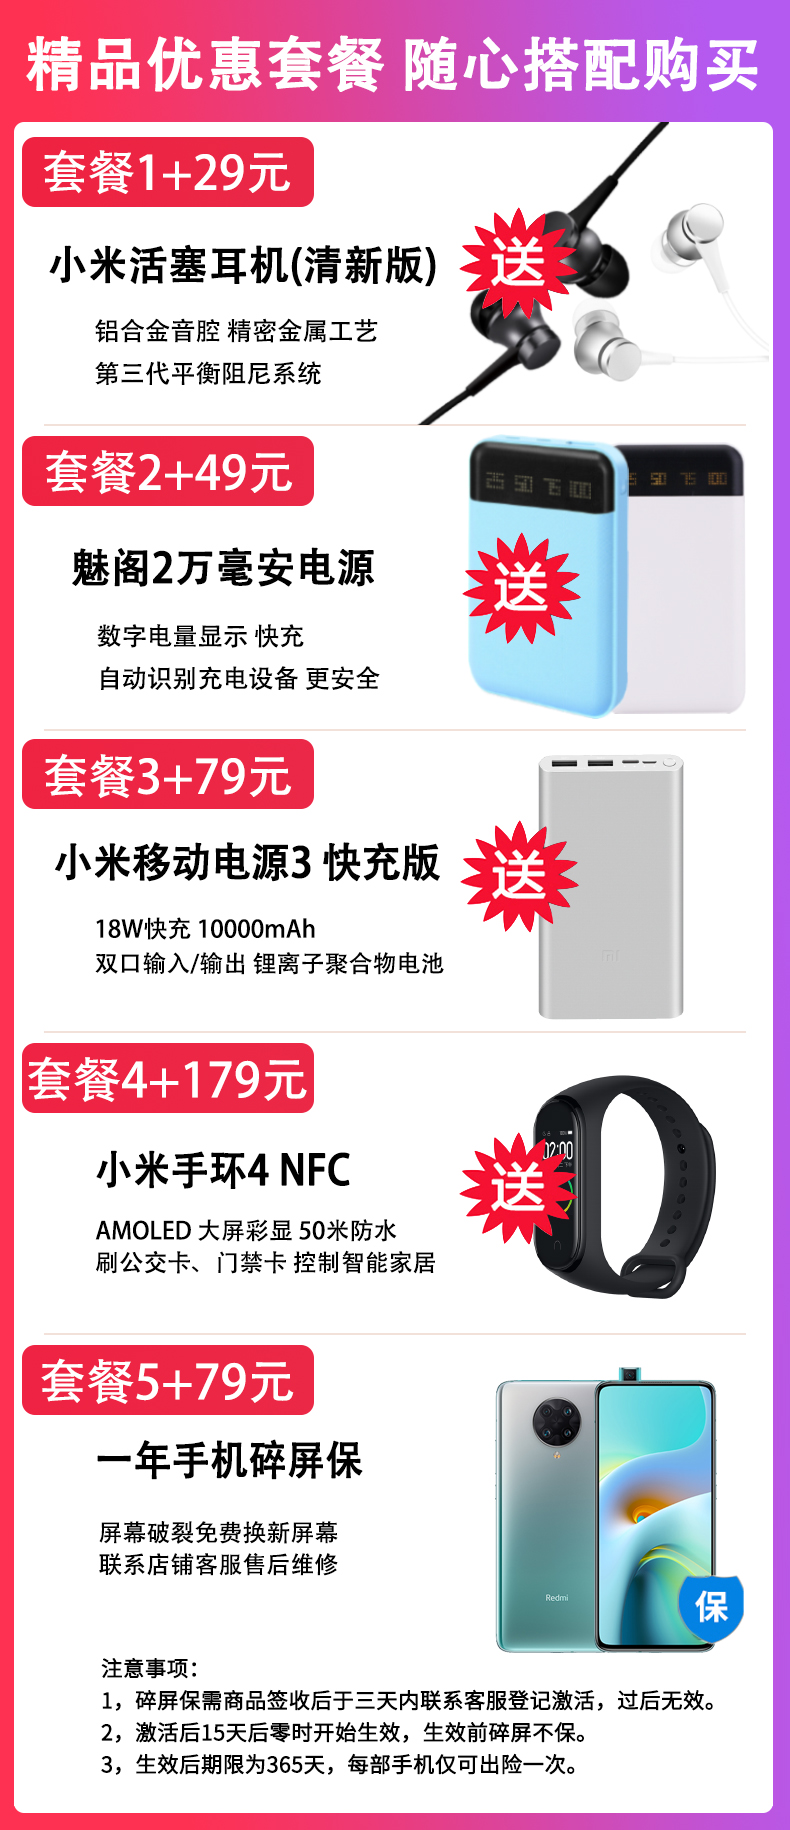 精品优惠套餐 随心搭配购买
套餐1+29元
小米活塞耳机(清新版)
送
铝合金音腔 精密金属工艺
第三代平衡阻尼系统
套餐2+49元
25 50 75 100
5 50 75 100
魅阁2万毫安电源
送
数字电量显示 快充
自动识别充电设备 更安全
套餐3+79元
小米移动电源3 快充版
送
18W快充 10000mAh
双口输入/输出 锂离子聚合物电池
mi
套餐4+179元
02:00
小米手环4 NFC
送
AMOLED 大屏彩显 50米防水
刷公交卡、门禁卡 控制智能家居
套餐5+79元
一年手机碎屏保
屏幕破裂免费换新屏幕
联系店铺客服售后维修
Redmi
保
注意事项：
1，碎屏保需商品签收后于三天内联系客服登记激活，过后无效。
2，激活后15天后零时开始生效，生效前碎屏不保。
3，生效后期限为365天，每部手机仅可出险一次。